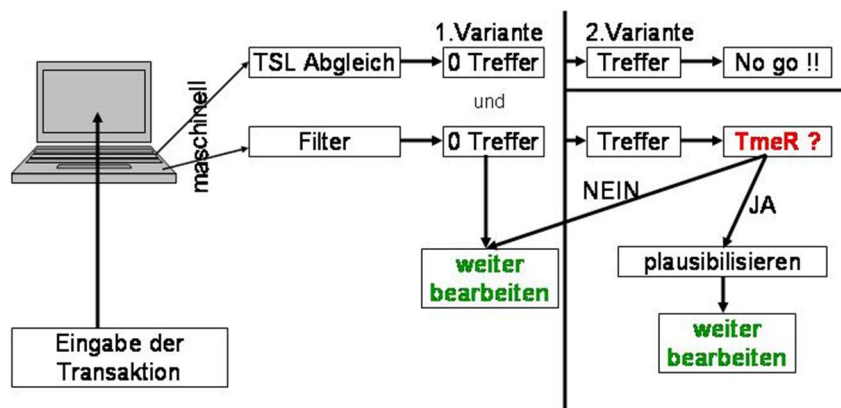 1.Variante
2.Variante
TSL Abgleich
0 Treffer
Treffer
No go !!
und
maschinell
Filter
0 Treffer
Treffer
TmeR ?
NEIN
JA
weiter
bearbeiten
plausibilisieren
weiter
bearbeiten
Eingabe der
Transaktion